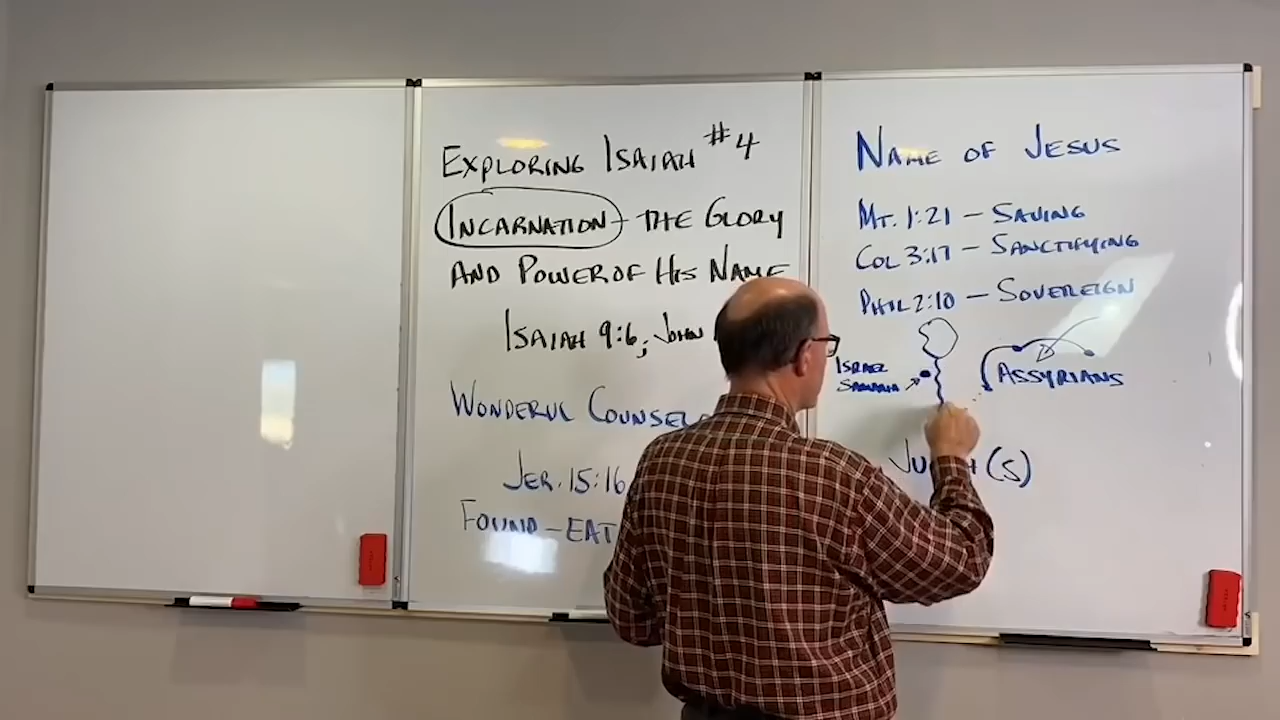 EXPLORING ISAIAH #4
INCARNATION - THE GLORY
AND POWER OF HIS NAME
ISAIAH 9:6; JOHN
WONDERUL COUNSEL
JER. 15:16
FOUND - EAT
NAME OF JESUS
MT. 1:21 - SAVING
COL 3:17 - SANCTIFYING
PHIL 2:10 - SOVEREIGN
ISRAEL
SAMARIA
ASSYRIANS
(S)